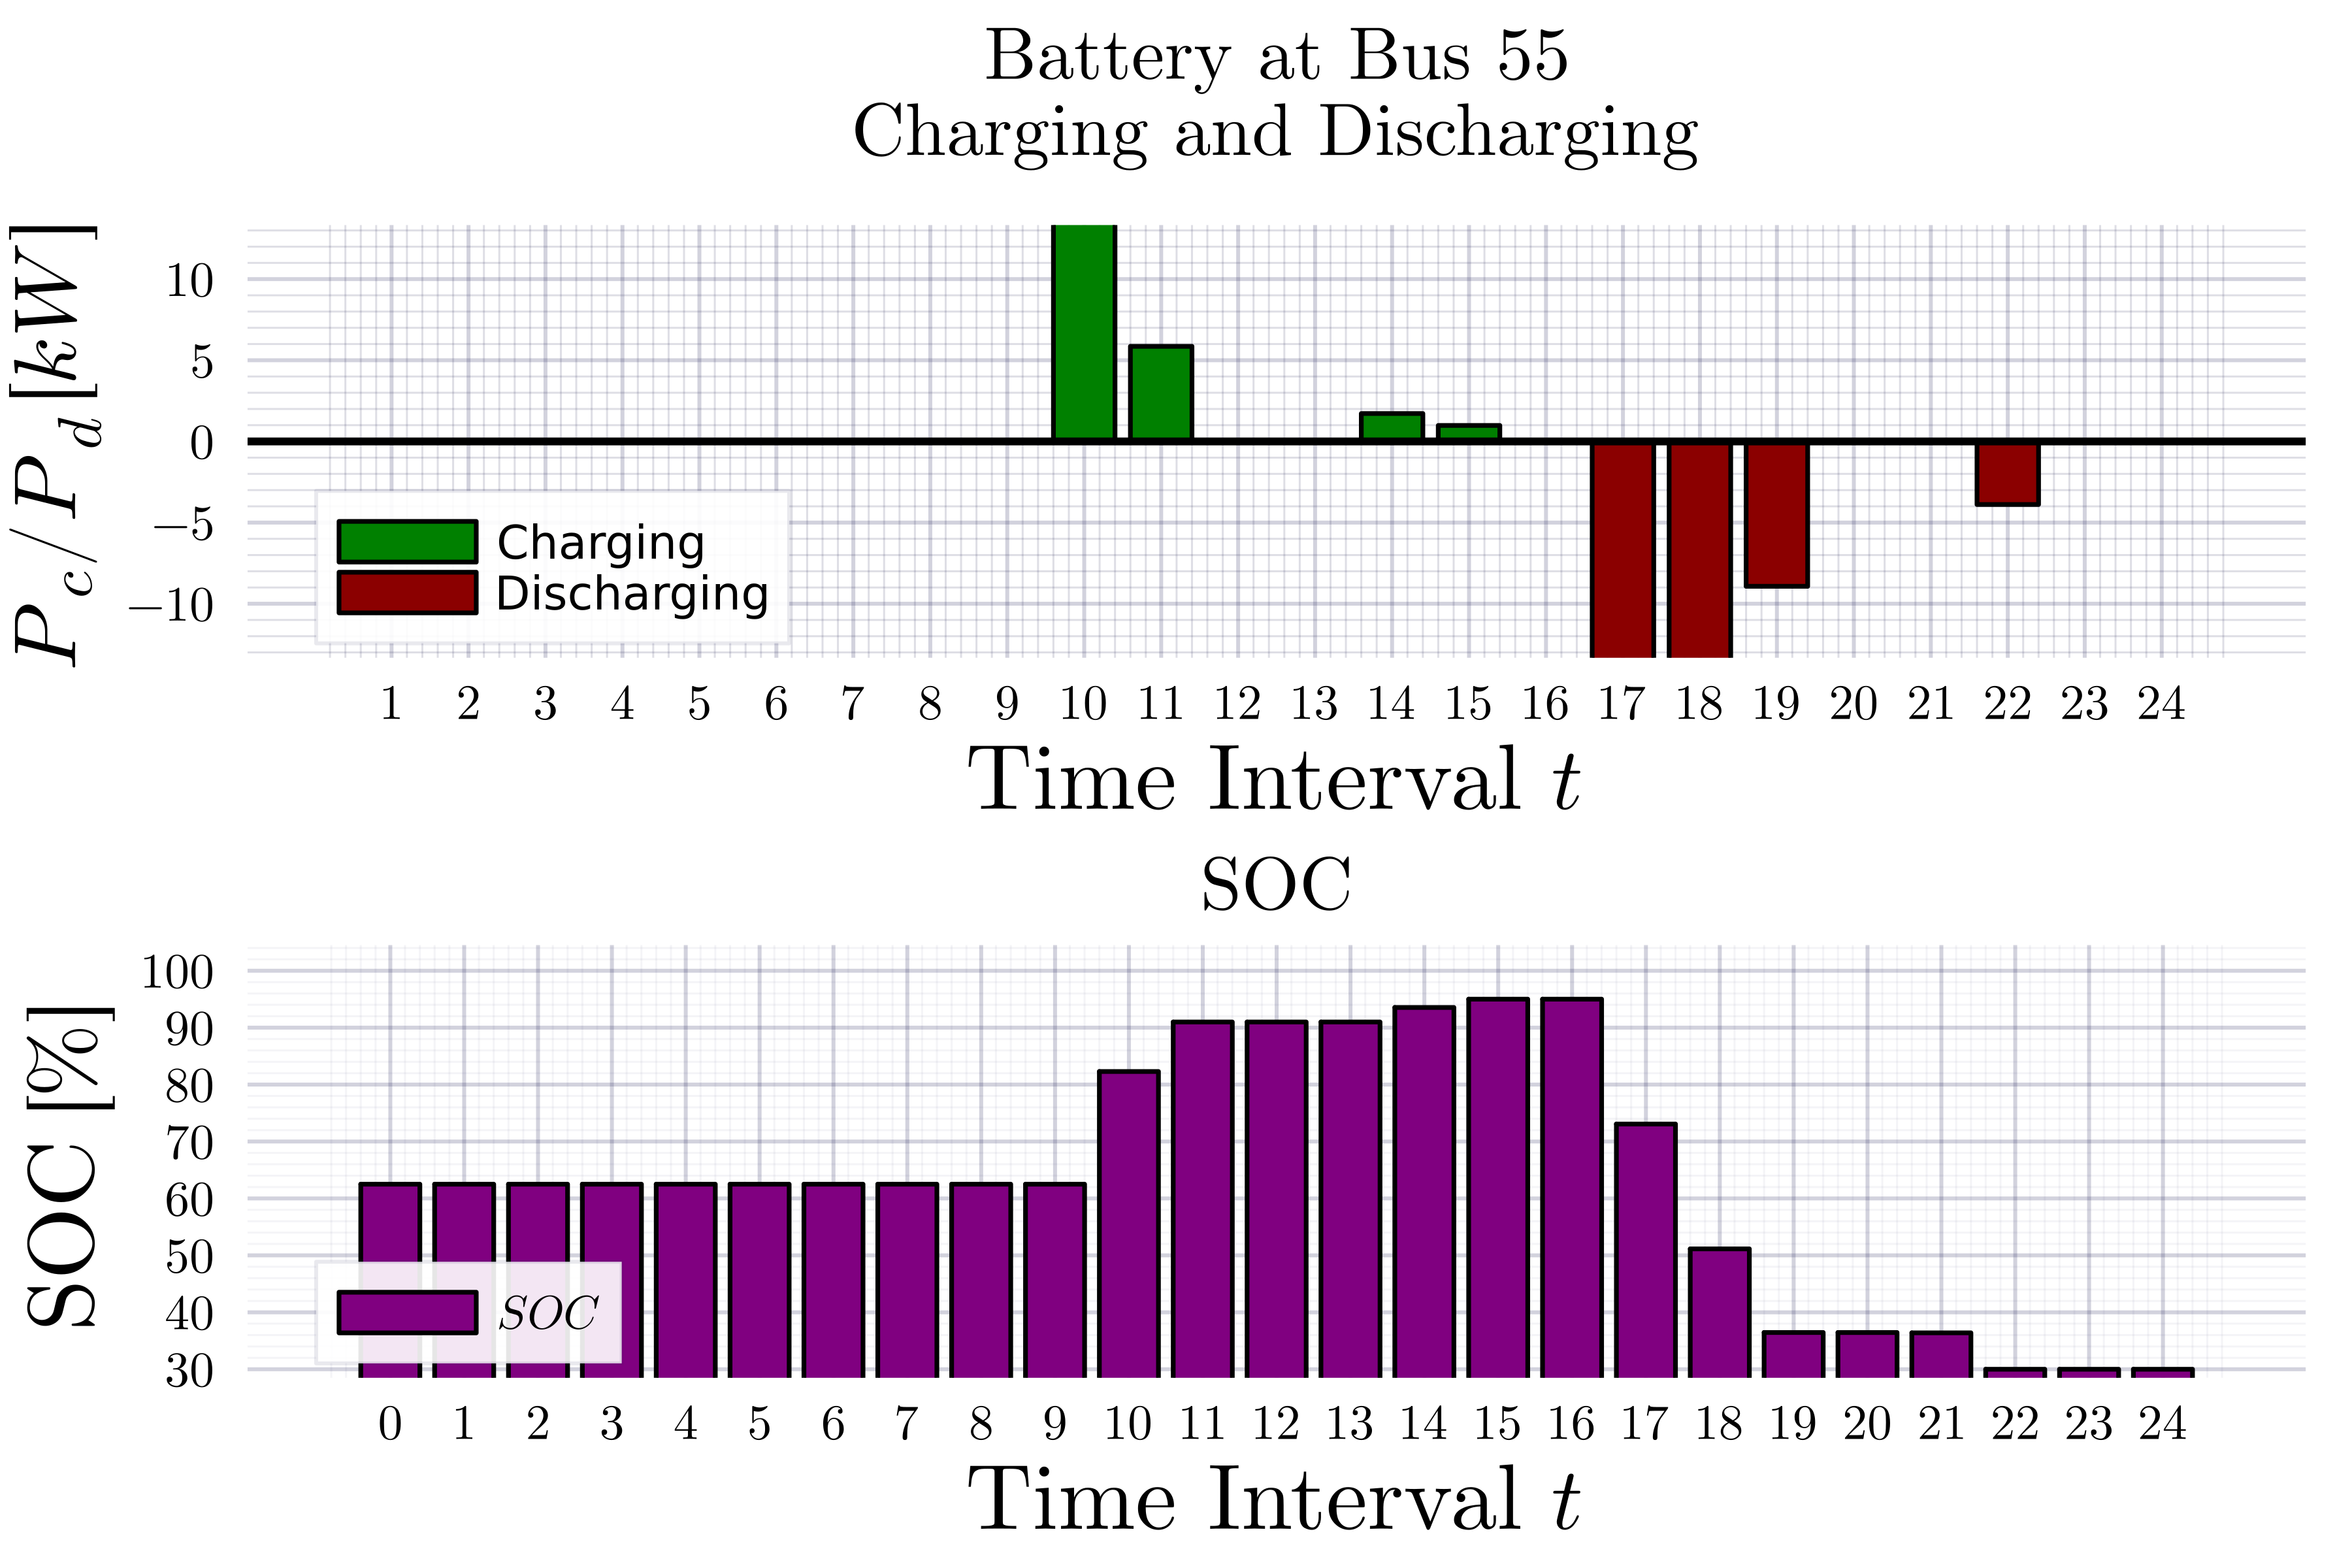 Battery at Bus 55
Charging and Discharging
P_c/P_d [kW]
10
5
0
−5
−10
Charging
Discharging
1 2 3 4 5 6 7 8 9 10 11 12 13 14 15 16 17 18 19 20 21 22 23 24
Time Interval t
SOC
SOC [%]
100
90
80
70
60
50
40
30
SOC
0 1 2 3 4 5 6 7 8 9 10 11 12 13 14 15 16 17 18 19 20 21 22 23 24
Time Interval t